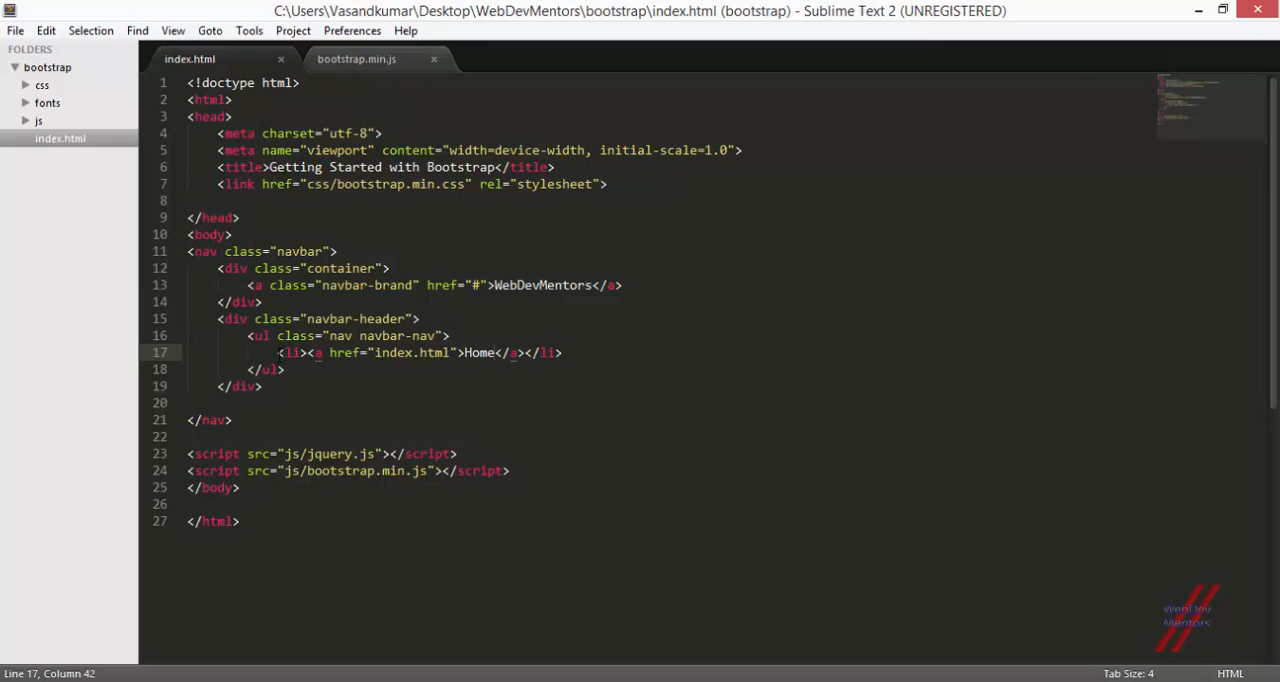 C:\Users\Vasandkumar\Desktop\WebDevMentors\bootstrap\index.html (bootstrap) - Sublime Text 2 (UNREGISTERED)
File Edit Selection Find View Goto Tools Project Preferences Help
FOLDERS
bootstrap
css
fonts
js
index.html
index.html × bootstrap.min.js ×
1 <!doctype html>
2 <html>
3 <head>
4 <meta charset="utf-8">
5 <meta name="viewport" content="width=device-width, initial-scale=1.0">
6 <title>Getting Started with Bootstrap</title>
7 <link href="css/bootstrap.min.css" rel="stylesheet">
8
9 </head>
10 <body>
11 <nav class="navbar">
12 <div class="container">
13 <a class="navbar-brand" href="#">WebDevMentors</a>
14 </div>
15 <div class="navbar-header">
16 <ul class="nav navbar-nav">
17 <li><a href="index.html">Home</a></li>
18 </ul>
19 </div>
20
21 </nav>
22
23 <script src="js/jquery.js"></script>
24 <script src="js/bootstrap.min.js"></script>
25 </body>
26
27 </html>
WebDev
Mentors
Line 17, Column 42
Tab Size: 4
HTML